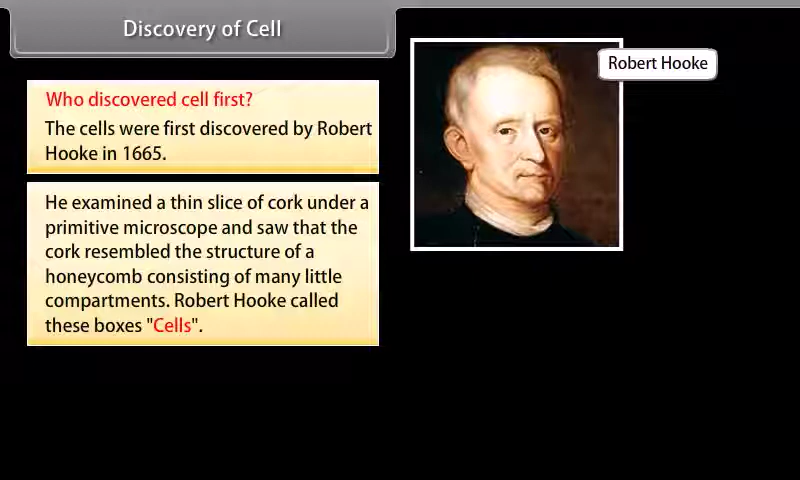 Discovery of Cell
Who discovered cell first?
The cells were first discovered by Robert
Hooke in 1665.
He examined a thin slice of cork under a
primitive microscope and saw that the
cork resembled the structure of a
honeycomb consisting of many little
compartments. Robert Hooke called
these boxes "Cells".
Robert Hooke